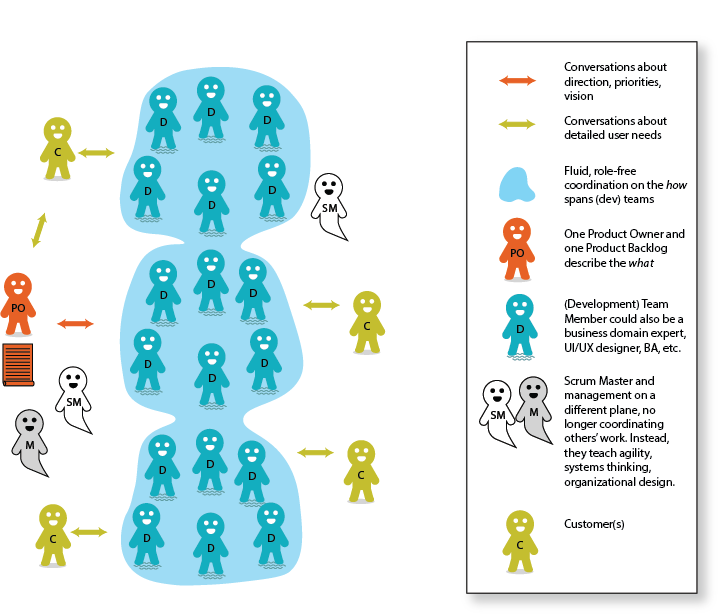 D
D
D
C
D
D
D
SM
D
D
D
PO
C
D
D
D
SM
M
D
D
D
C
C
D
D
D
Conversations about
direction, priorities,
vision
Conversations about
detailed user needs
Fluid, role-free
coordination on the how
spans (dev) teams
PO
One Product Owner and
one Product Backlog
describe the what
D
(Development) Team
Member could also be a
business domain expert,
UI/UX designer, BA, etc.
SM
M
Scrum Master and
management on a
different plane, no
longer coordinating
others' work. Instead,
they teach agility,
systems thinking,
organizational design.
C
Customer(s)